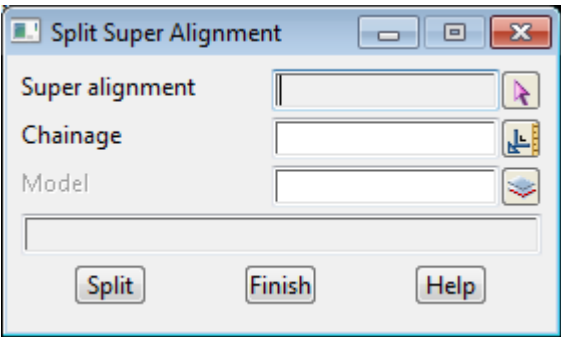 Split Super Alignment
Super alignment
Chainage
Model
Split Finish Help